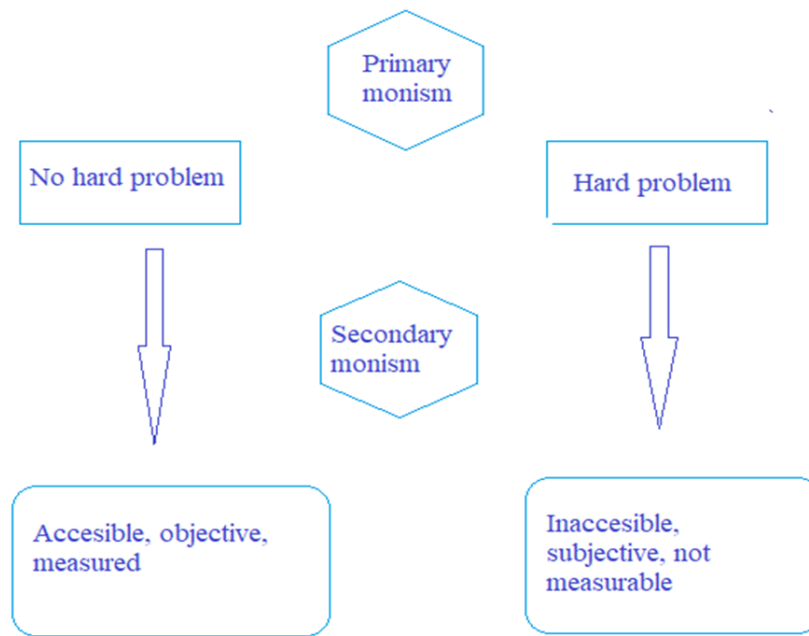 Primary
monism
No hard problem
Hard problem
Secondary
monism
Accesible, objective,
measured
Inaccesible,
subjective, not
measurable